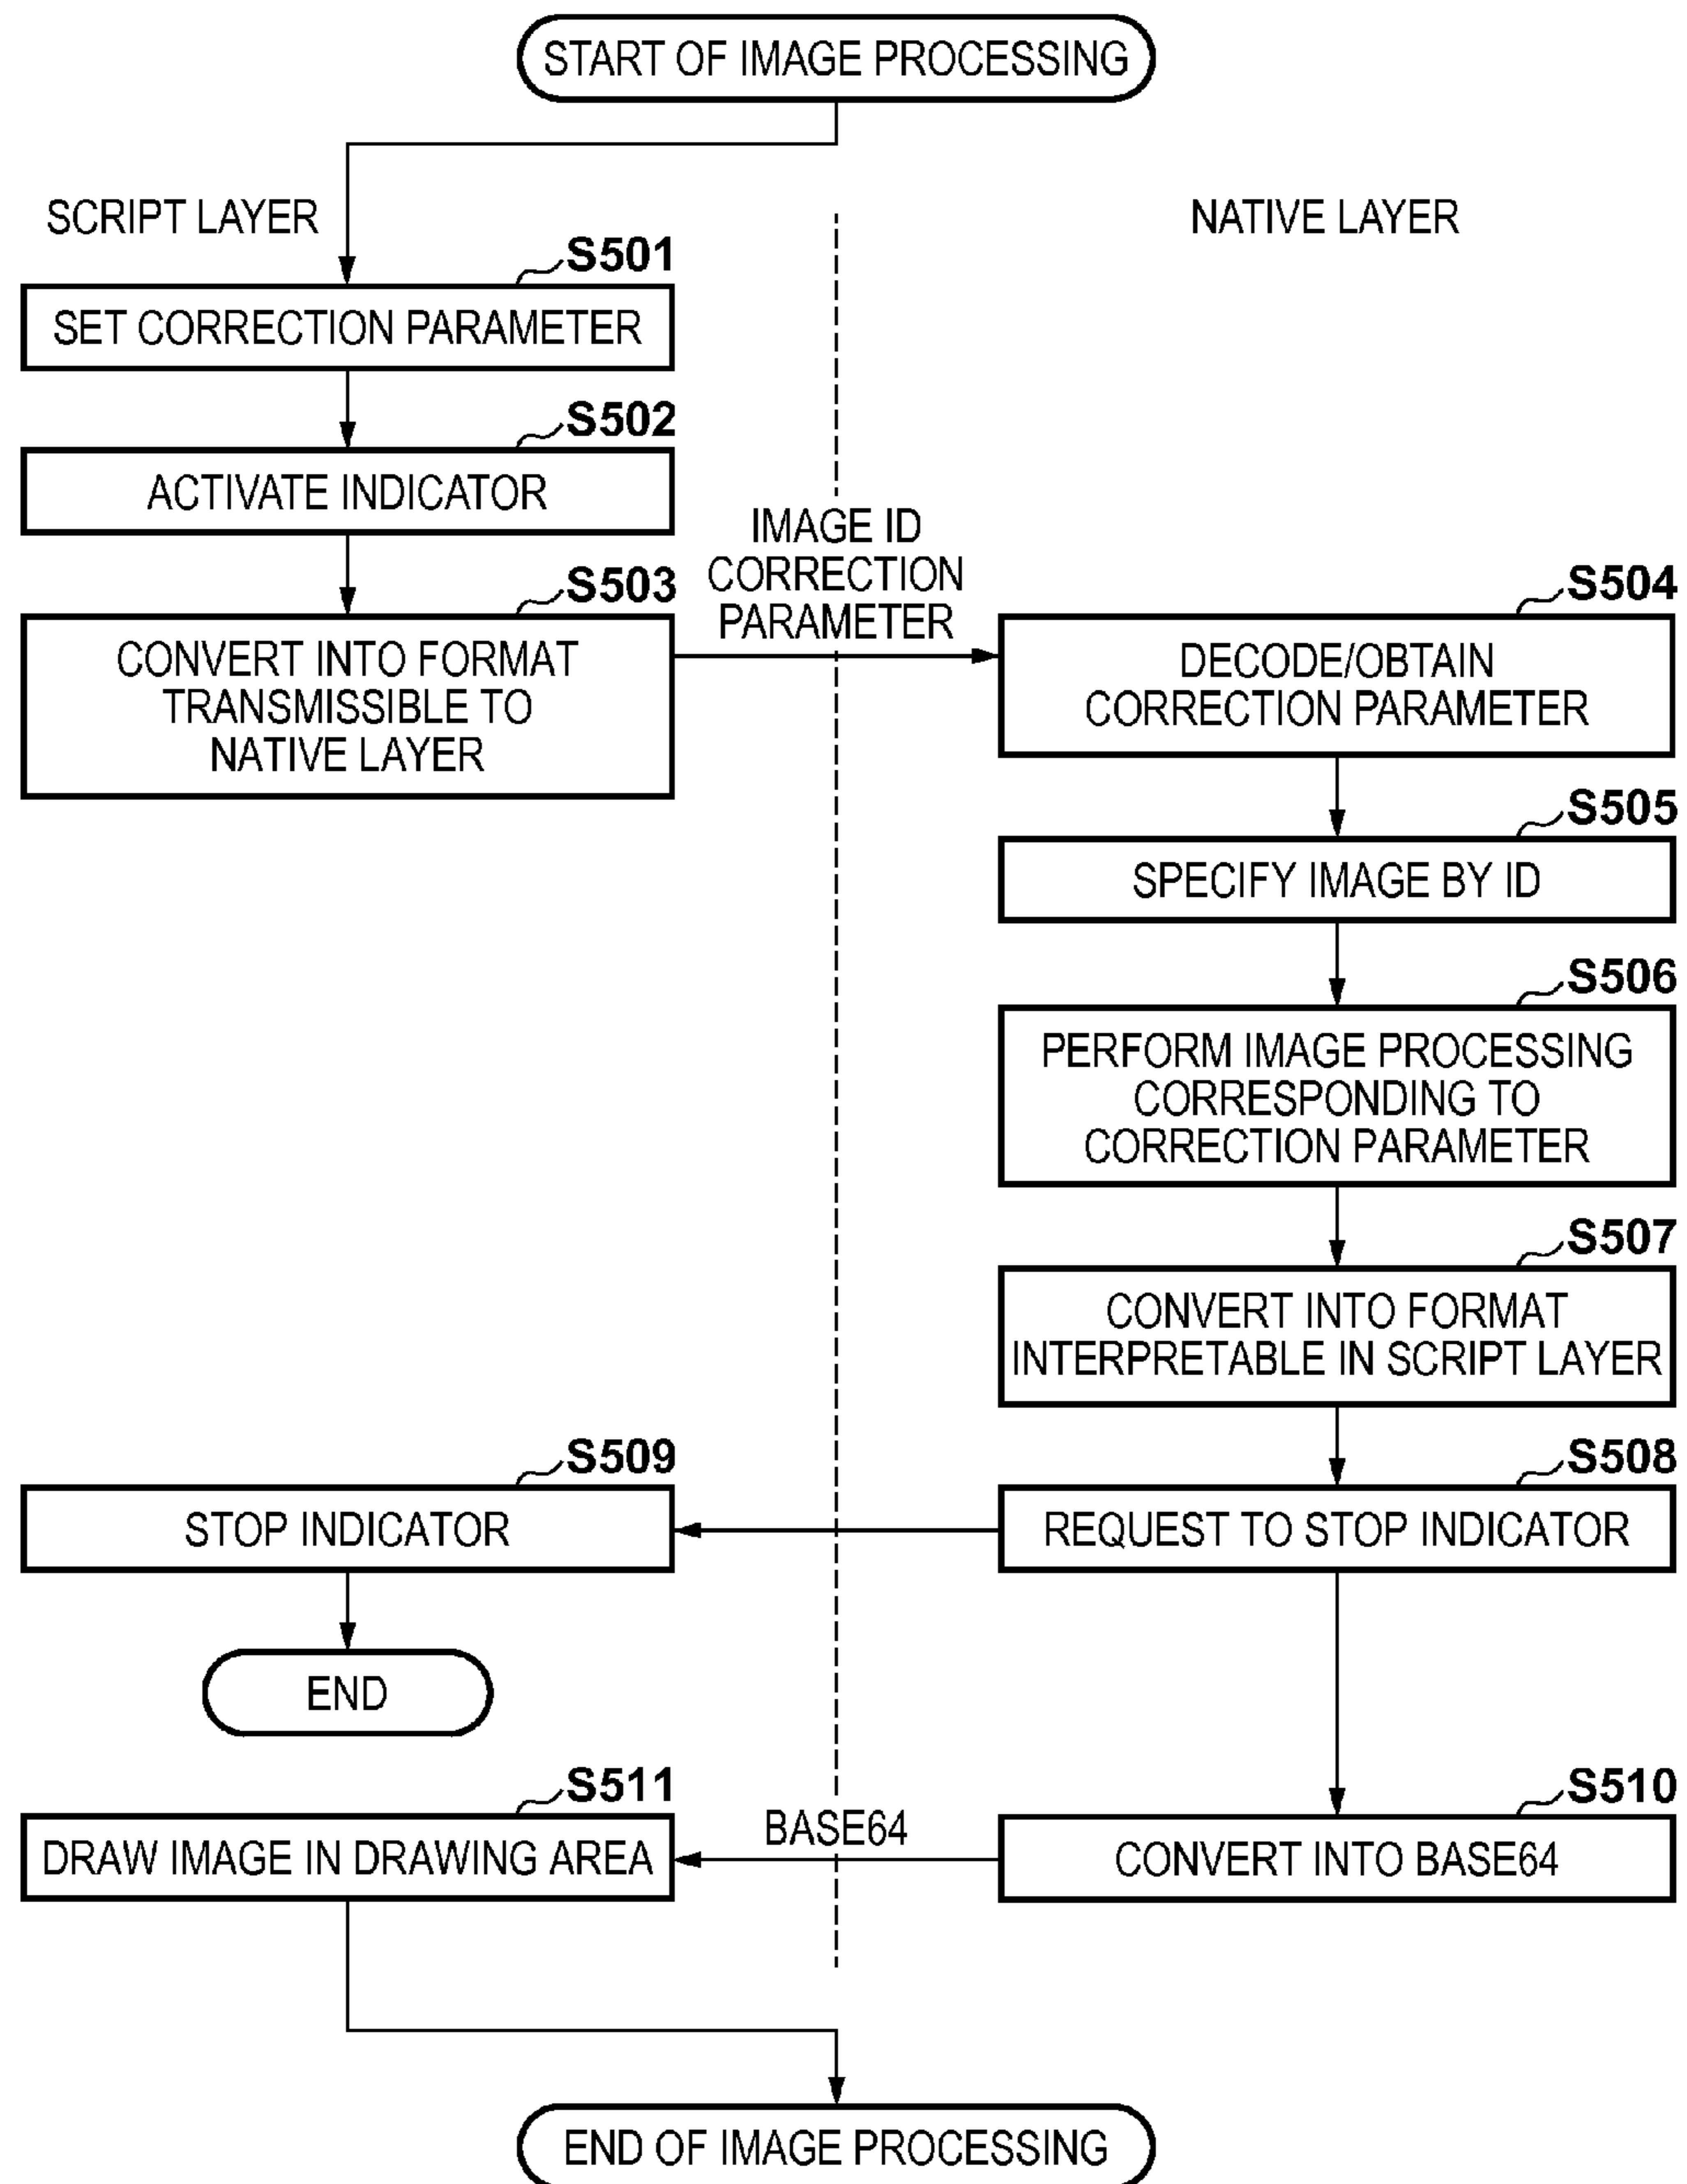 START OF IMAGE PROCESSING
SCRIPT LAYER
NATIVE LAYER
S501
SET CORRECTION PARAMETER
S502
ACTIVATE INDICATOR
S503
CONVERT INTO FORMAT
TRANSMISSIBLE TO
NATIVE LAYER
IMAGE ID
CORRECTION
PARAMETER
S504
DECODE/OBTAIN
CORRECTION PARAMETER
S505
SPECIFY IMAGE BY ID
S506
PERFORM IMAGE PROCESSING
CORRESPONDING TO
CORRECTION PARAMETER
S507
CONVERT INTO FORMAT
INTERPRETABLE IN SCRIPT LAYER
S508
REQUEST TO STOP INDICATOR
S509
STOP INDICATOR
END
S510
CONVERT INTO BASE64
BASE64
S511
DRAW IMAGE IN DRAWING AREA
END OF IMAGE PROCESSING